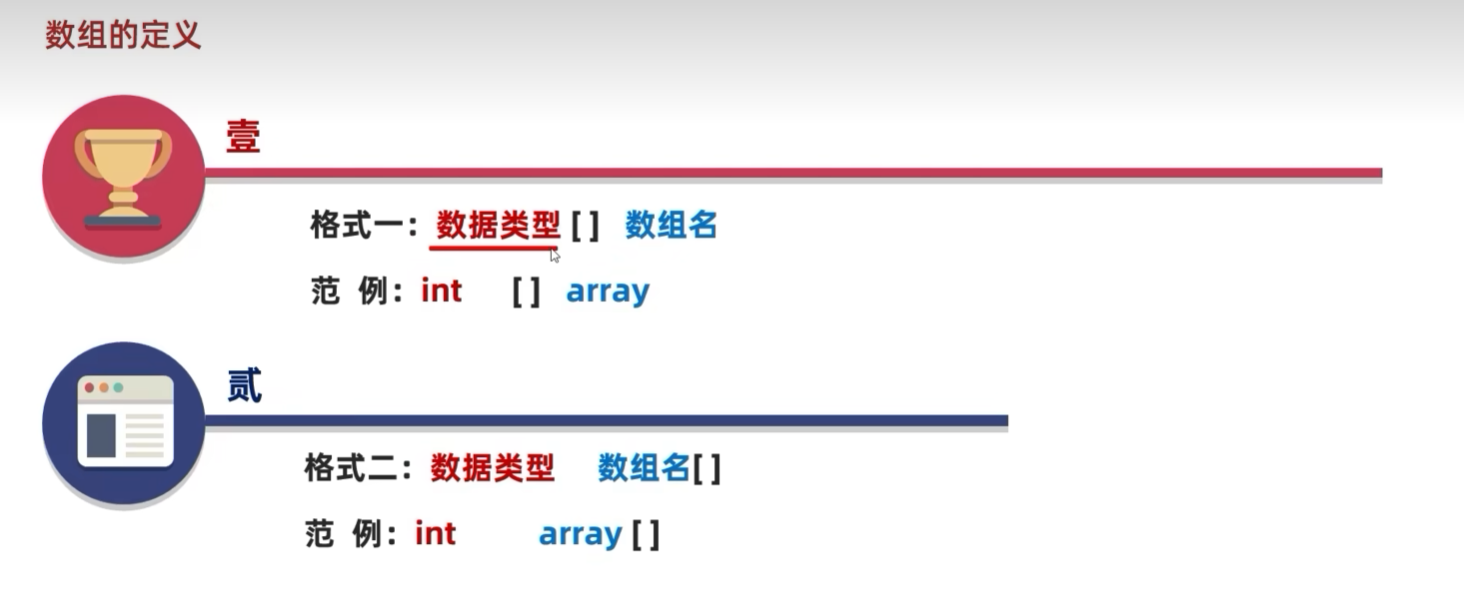 数组的定义
壹
格式一：数据类型 [ ] 数组名
范 例：int [ ] array
贰
格式二：数据类型 数组名[ ]
范 例：int array [ ]